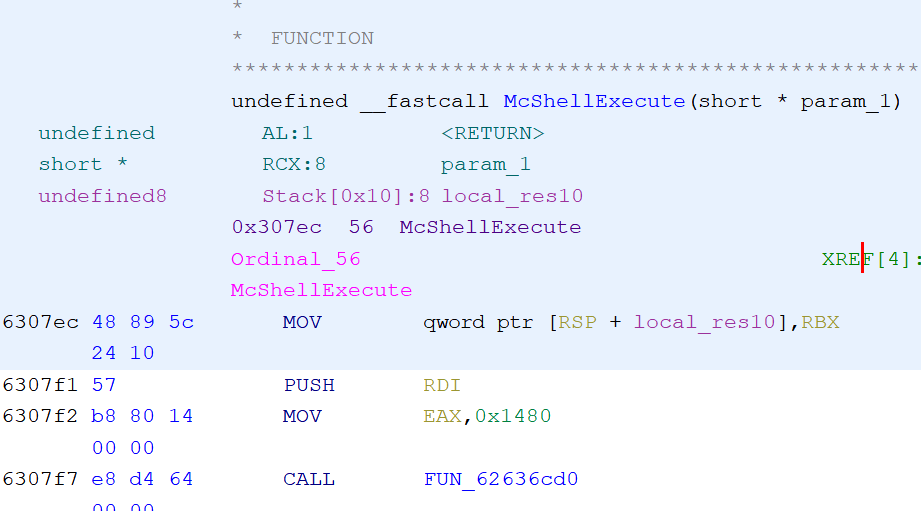 *
* FUNCTION
*****************************************************
undefined __fastcall McShellExecute(short * param_1)
undefined AL:1 <RETURN>
short * RCX:8 param_1
undefined8 Stack[0x10]:8 local_res10
0x307ec 56 McShellExecute
Ordinal_56 XREF[4]:
McShellExecute
6307ec 48 89 5c MOV qword ptr [RSP + local_res10],RBX
24 10
6307f1 57 PUSH RDI
6307f2 b8 80 14 MOV EAX,0x1480
00 00
6307f7 e8 d4 64 CALL FUN_62636cd0
00 00